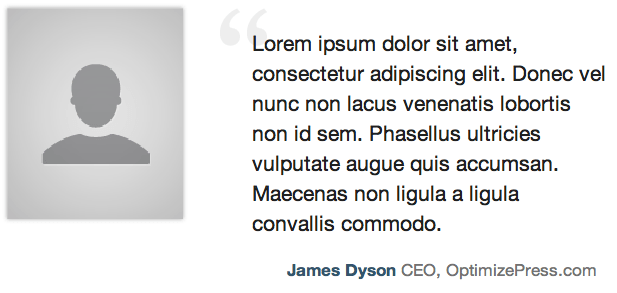 “
Lorem ipsum dolor sit amet,
consectetur adipiscing elit. Donec vel
nunc non lacus venenatis lobortis
non id sem. Phasellus ultricies
vulputate augue quis accumsan.
Maecenas non ligula a ligula
convallis commodo.
James Dyson CEO, OptimizePress.com